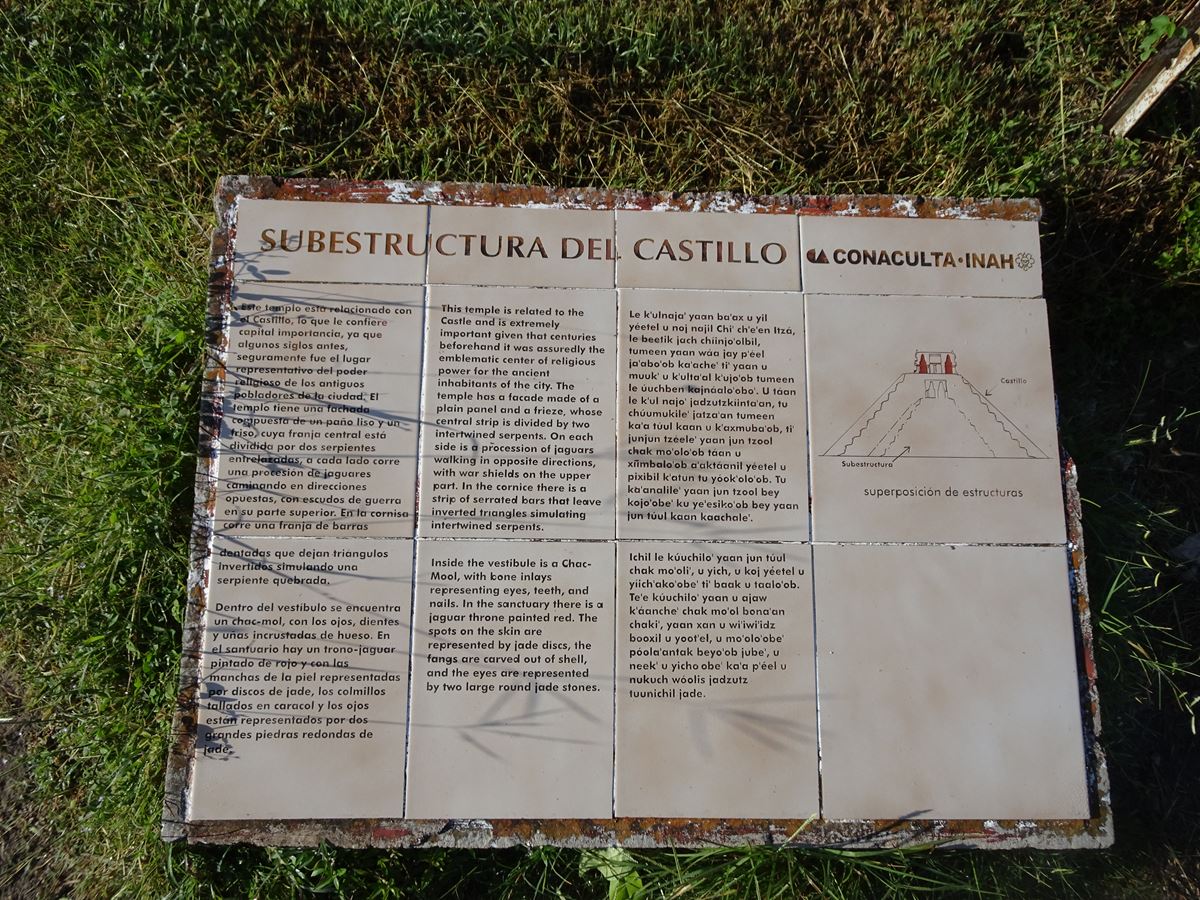 SUBESTRUCTURA DEL CASTILLO
CONACULTA·INAH
Este templo está relacionado con
el Castillo, lo que le confiere
capital importancia, ya que
algunos siglos antes,
seguramente fue el lugar
representativo del poder
religioso de los antiguos
pobladores de la ciudad. El
templo tiene una fachada
compuesta de un paño liso y un
friso, cuya franja central está
dividida por dos serpientes
entrelazadas, a cada lado corre
una procesión de jaguares
caminando en direcciones
opuestas, con escudos de guerra
en su parte superior. En la cornisa
corre una franja de barras
dentadas que dejan triángulos
invertidos simulando una
serpiente quebrada.
Dentro del vestíbulo se encuentra
un chac-mol, con los ojos, dientes
y uñas incrustadas de hueso. En
el santuario hay un trono-jaguar
pintado de rojo y con las
manchas de la piel representadas
por discos de jade, los colmillos
tallados en caracol y los ojos
están representados por dos
grandes piedras redondas de
jade.
This temple is related to the
Castle and is extremely
important given that centuries
beforehand it was assuredly the
emblematic center of religious
power for the ancient
inhabitants of the city. The
temple has a facade made of a
plain panel and a frieze, whose
central strip is divided by two
intertwined serpents. On each
side is a procession of jaguars
walking in opposite directions,
with war shields on the upper
part. In the cornice there is a
strip of serrated bars that leave
inverted triangles simulating
intertwined serpents.
Inside the vestibule is a Chac-
Mool, with bone inlays
representing eyes, teeth, and
nails. In the sanctuary there is a
jaguar throne painted red. The
spots on the skin are
represented by jade discs, the
fangs are carved out of shell,
and the eyes are represented
by two large round jade stones.
Le k'ulnaja' yaan ba'ax u yil
yéetel u noj najil Chi' ch'e'en Itzá,
le beetik jach chíinjo'olbil,
tumeen yaan wáa jay p'éel
ja'abo'ob ka'ache' ti' yaan u
muuk' u k'ulta'al k'ujo'ob tumeen
le úuchben kajnáalo'obo'. U táan
le k'ul najo' jadzutzkíinta'an, tu
chúumukile' jatza'an tumeen
ka'a túul kaan u k'axmuba'ob, ti'
junjun tzéele' yaan jun tzool
chak mo'olo'ob táan u
xíimbalo'ob a'aktáanil yéetel u
pixibil k'atun tu yóok'olo'ob. Tu
ka'analile' yaan jun tzool bey
kojo'obe' ku ye'esiko'ob bey yaan
jun túul kaan kaachale'.
Ichil le kúuchilo' yaan jun túul
chak mo'oli', u yich, u koj yéetel u
yíich'ako'obe' ti' baak u taalo'ob.
Te'e kúuchilo' yaan u ajaw
k'áanche' chak mo'ol bona'an
chaki', yaan xan u wi'wi'idz
booxil u yoot'el, u mo'olo'obe'
póola'antak beyo'ob jube', u
neek' u yicho'obe' ka'a p'éel u
nukuch wóolis jadzutz
tuunichil jade.
Castillo
Subestructura
superposición de estructuras